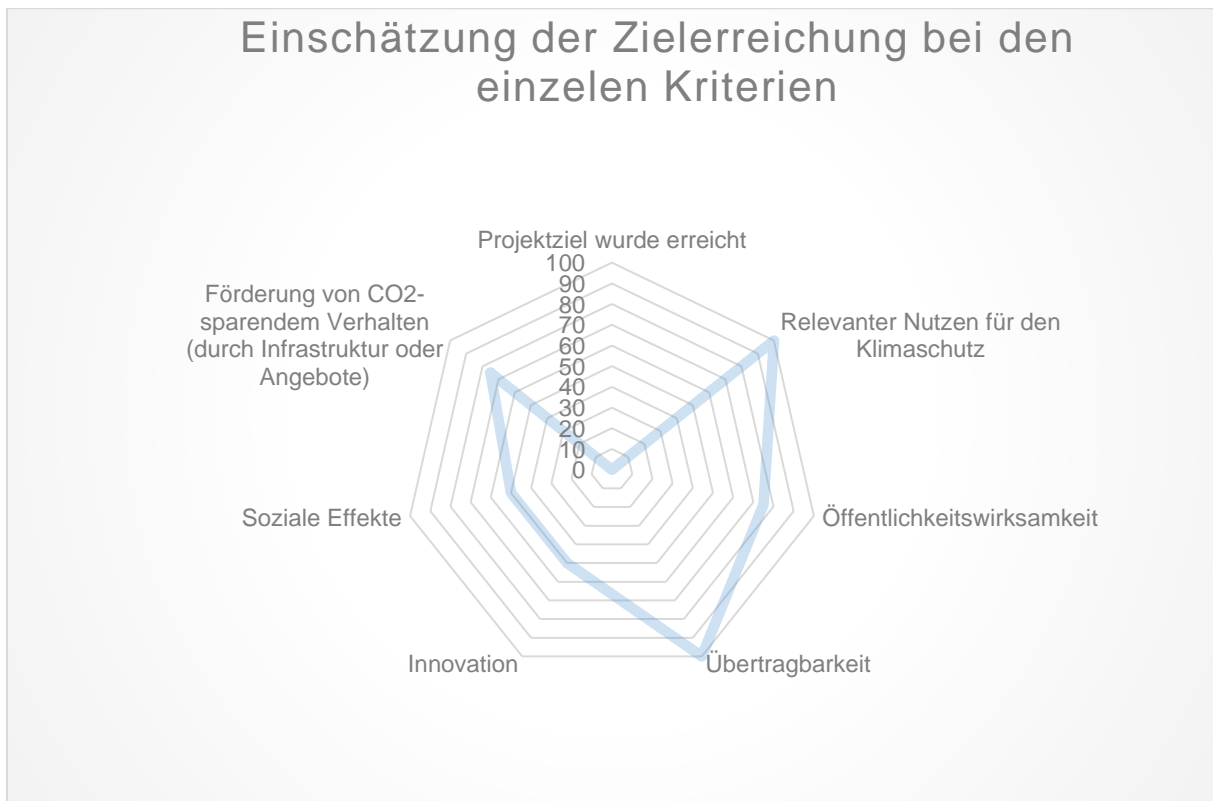 Einschätzung der Zielerreichung bei den
einzelen Kriterien
Projektziel wurde erreicht
100
90
80
70
60
50
40
30
20
10
0
Relevanter Nutzen für den
Klimaschutz
Öffentlichkeitswirksamkeit
Übertragbarkeit
Innovation
Soziale Effekte
Förderung von CO2-
sparendem Verhalten
(durch Infrastruktur oder
Angebote)